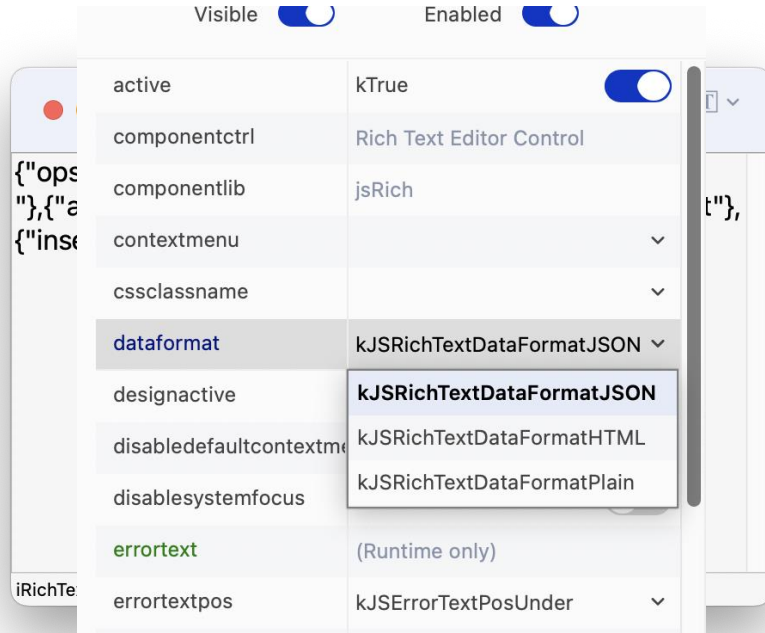 Visible Enabled
active kTrue
componentctrl Rich Text Editor Control
componentlib jsRich
contextmenu
cssclassname
dataformat kJSRichTextDataFormatJSON
kJSRichTextDataFormatJSON
designactive
kJSRichTextDataFormatHTML
disabledefaultcontextme
kJSRichTextDataFormatPlain
disablesystemfocus
errortext (Runtime only)
errortextpos kJSErrorTextPosUnder
{"ops
"},{"a t"},
{"inse
iRichTe